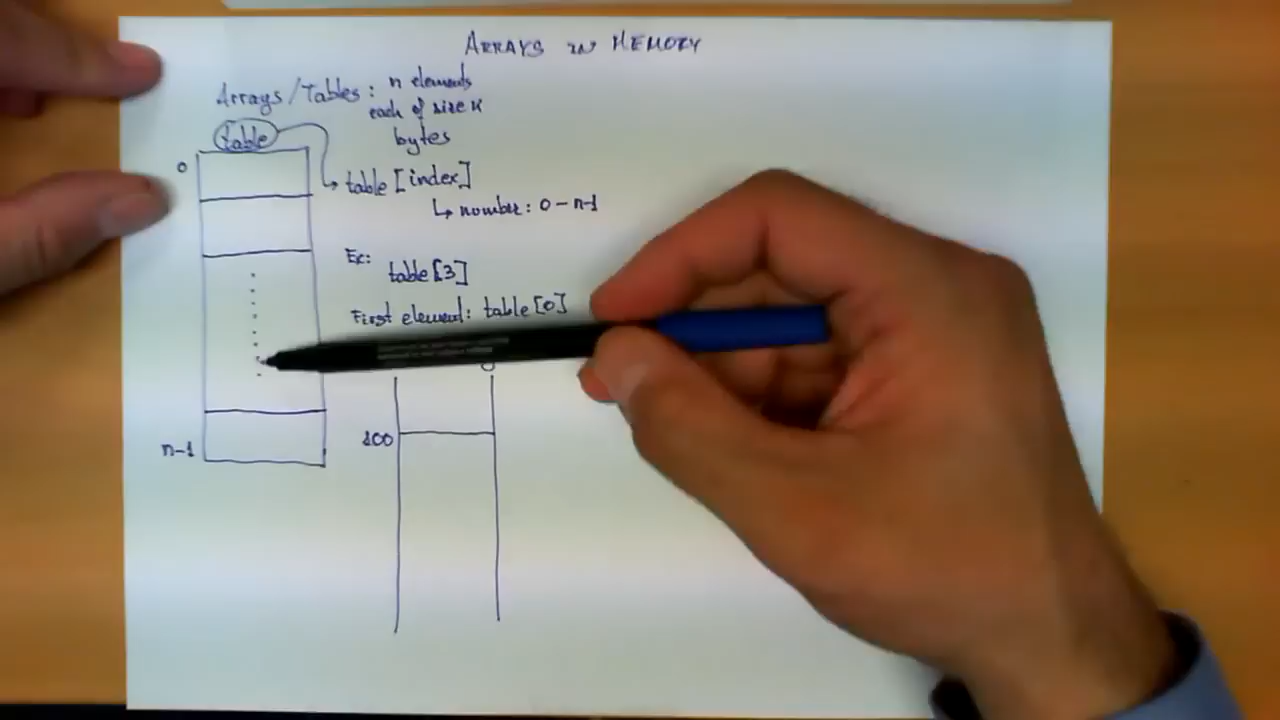 ARRAYS IN MEMORY
Arrays/Tables: n elements
each of size k
bytes
table
0
table [index]
↳ number: 0 - n-1
Ex:
table [3]
First element: table [0]
100
n-1